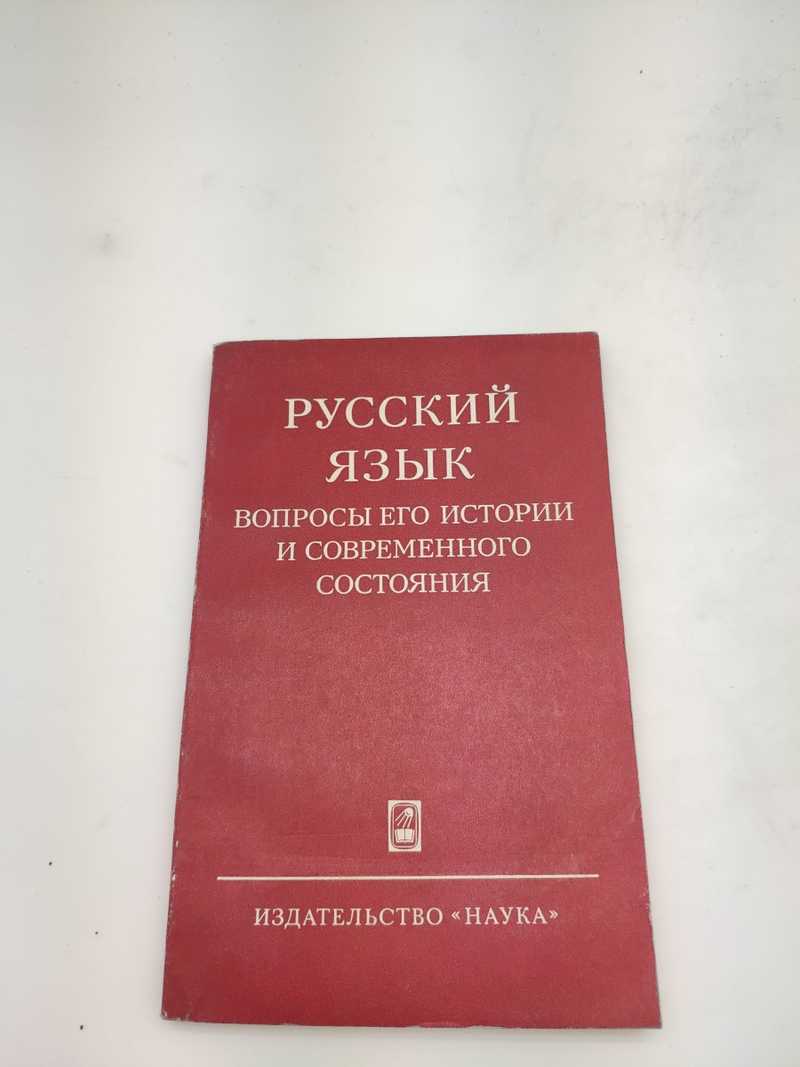 РУССКИЙ
ЯЗЫК
ВОПРОСЫ ЕГО ИСТОРИИ
И СОВРЕМЕННОГО
СОСТОЯНИЯ
ИЗДАТЕЛЬСТВО «НАУКА»